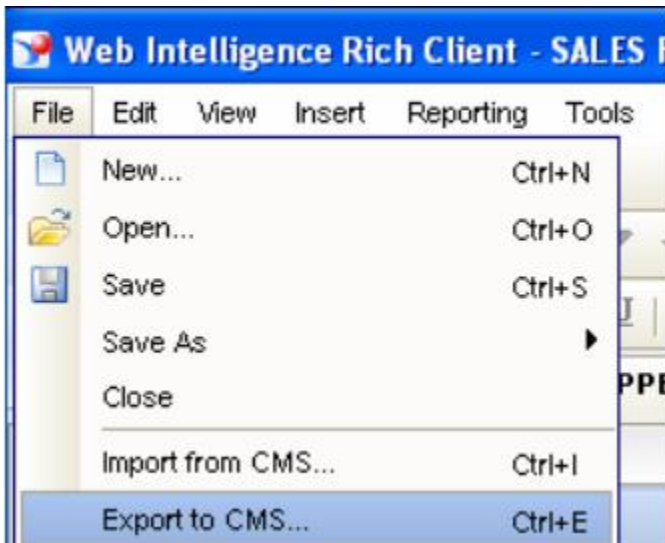 Web Intelligence Rich Client - SALES
File Edit View Insert Reporting Tools
New... Ctrl+N
Open... Ctrl+O
Save Ctrl+S
Save As
Close
PPE
Import from CMS... Ctrl+I
Export to CMS... Ctrl+E